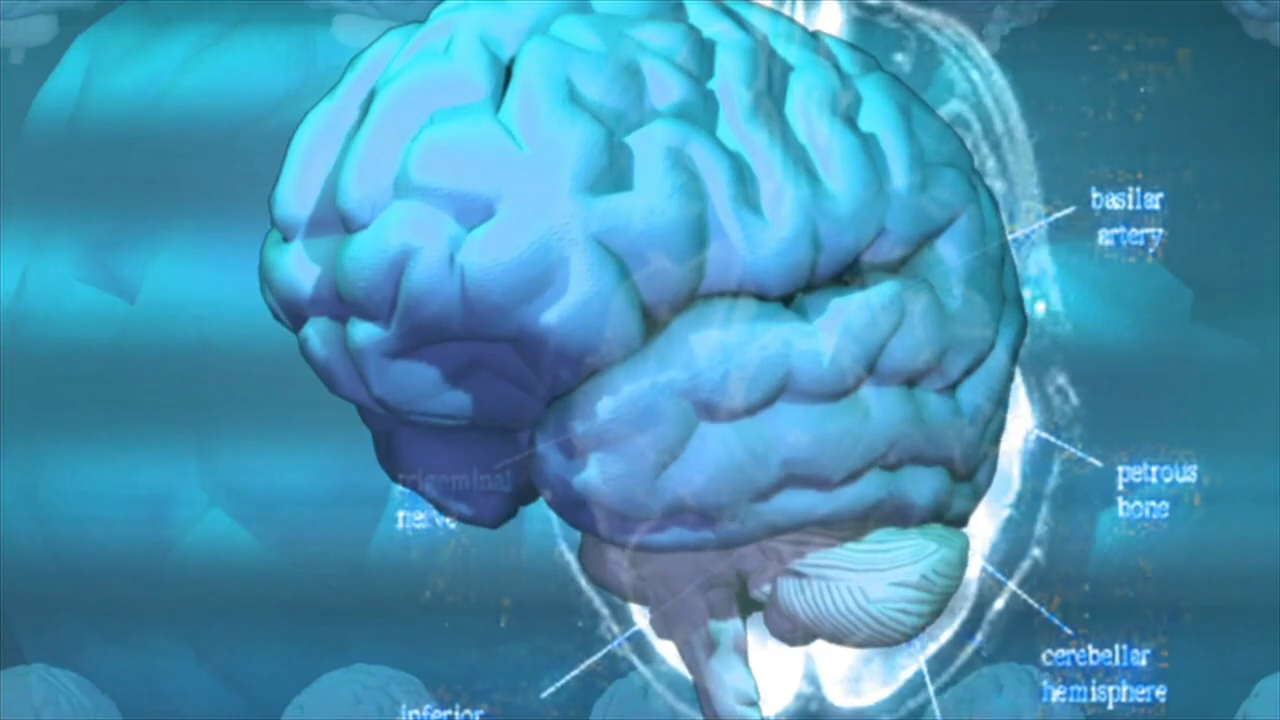 basilar
artery
trigeminal
nerve
petrous
bone
cerebellar
hemisphere
inferior